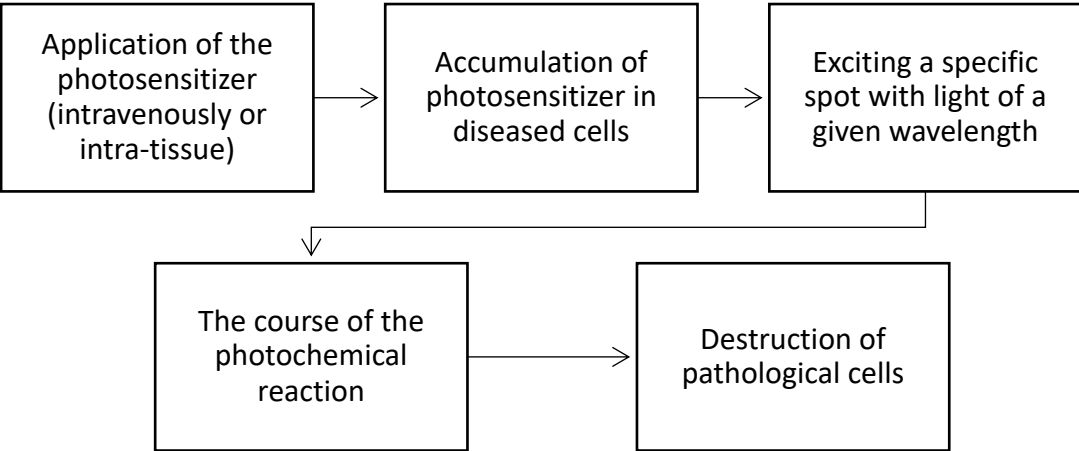 Application of the
photosensitizer
(intravenously or
intra-tissue)
Accumulation of
photosensitizer in
diseased cells
Exciting a specific
spot with light of a
given wavelength
The course of the
photochemical
reaction
Destruction of
pathological cells